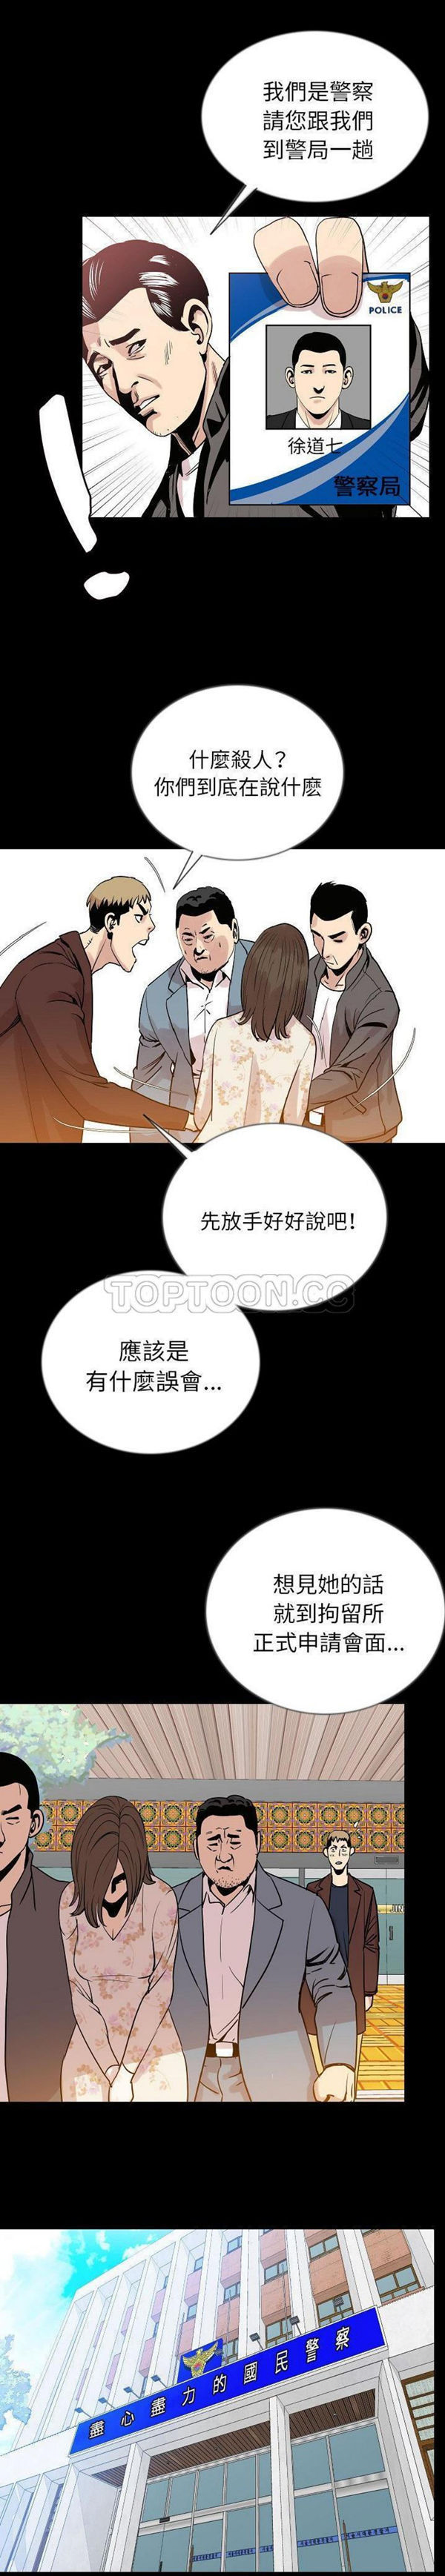 我們是警察
請您跟我們
到警局一趟
POLICE
徐道七
警察局
什麼殺人?
你們到底在說什麼
先放手好好說吧!
TOPTOON.CC
應該是
有什麼誤會...
想見她的話
就到拘留所
正式申請會面...
JIN
盡心盡力的國民警察